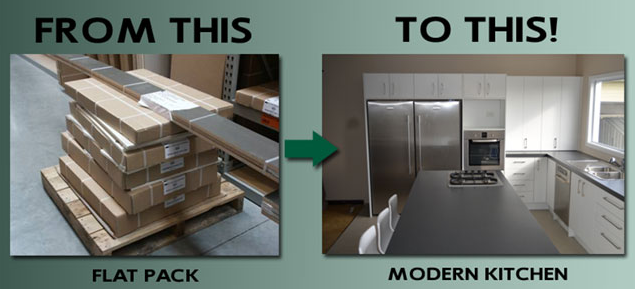 FROM THIS
TO THIS!
FLAT PACK
MODERN KITCHEN